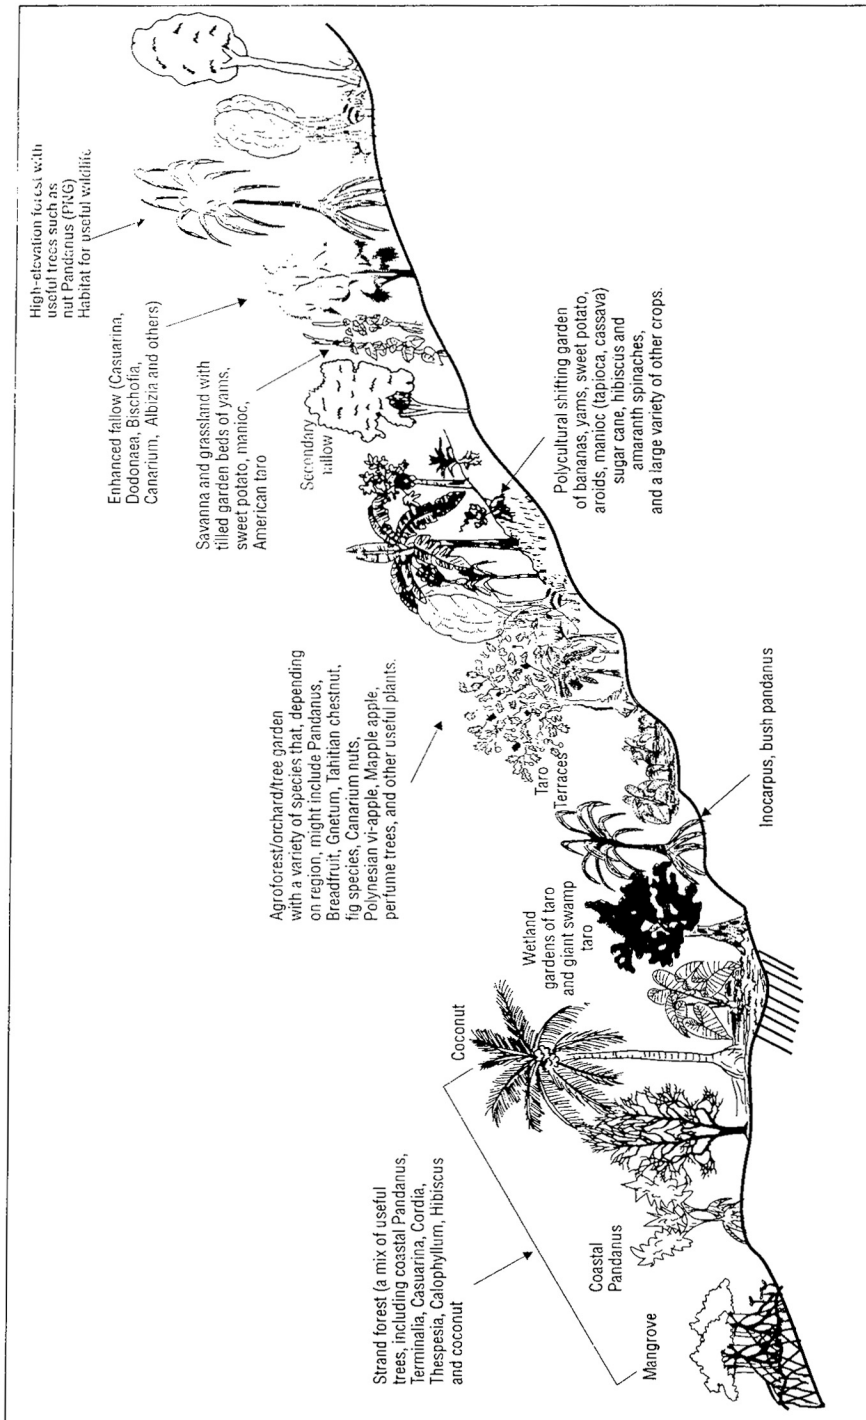 High-elevation forest with
useful trees such as
nut Pandanus (PNG)
Habitat for useful wildlife
Enhanced fallow (Casuarina,
Dodonaea, Bischofia,
Canarium, Albizia and others)
Savanna and grassland with
tilled garden beds of yams,
sweet potato, manioc,
American taro
Secondary
fallow
Polycultural shifting garden
of bananas, yams, sweet potato,
aroids, manioc (tapioca, cassava)
sugar cane, hibiscus and
amaranth spinaches,
and a large variety of other crops.
Agroforest/orchard/tree garden
with a variety of species that, depending
on region, might include Pandanus,
Breadfruit, Gnetum, Tahitian chestnut,
fig species, Canarium nuts,
Polynesian vi-apple, Mapple apple,
perfume trees, and other useful plants.
Taro
Terraces
Inocarpus, bush pandanus
Wetland
gardens of taro
and giant swamp
taro
Coconut
Strand forest (a mix of useful
trees, including coastal Pandanus,
Terminalia, Casuarina, Cordia,
Thespesia, Calophyllum, Hibiscus
and coconut
Coastal
Pandanus
Mangrove